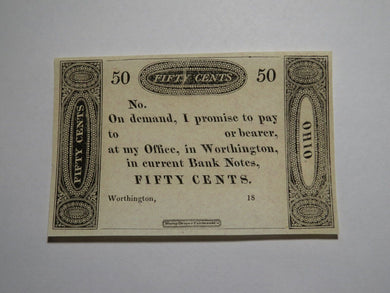 50 FIFTY CENTS 50
FIFTY CENTS
OHIO
No.
On demand, I promise to pay
to or bearer,
at my Office, in Worthington,
in current Bank Notes,
FIFTY CENTS.
Worthington, 18